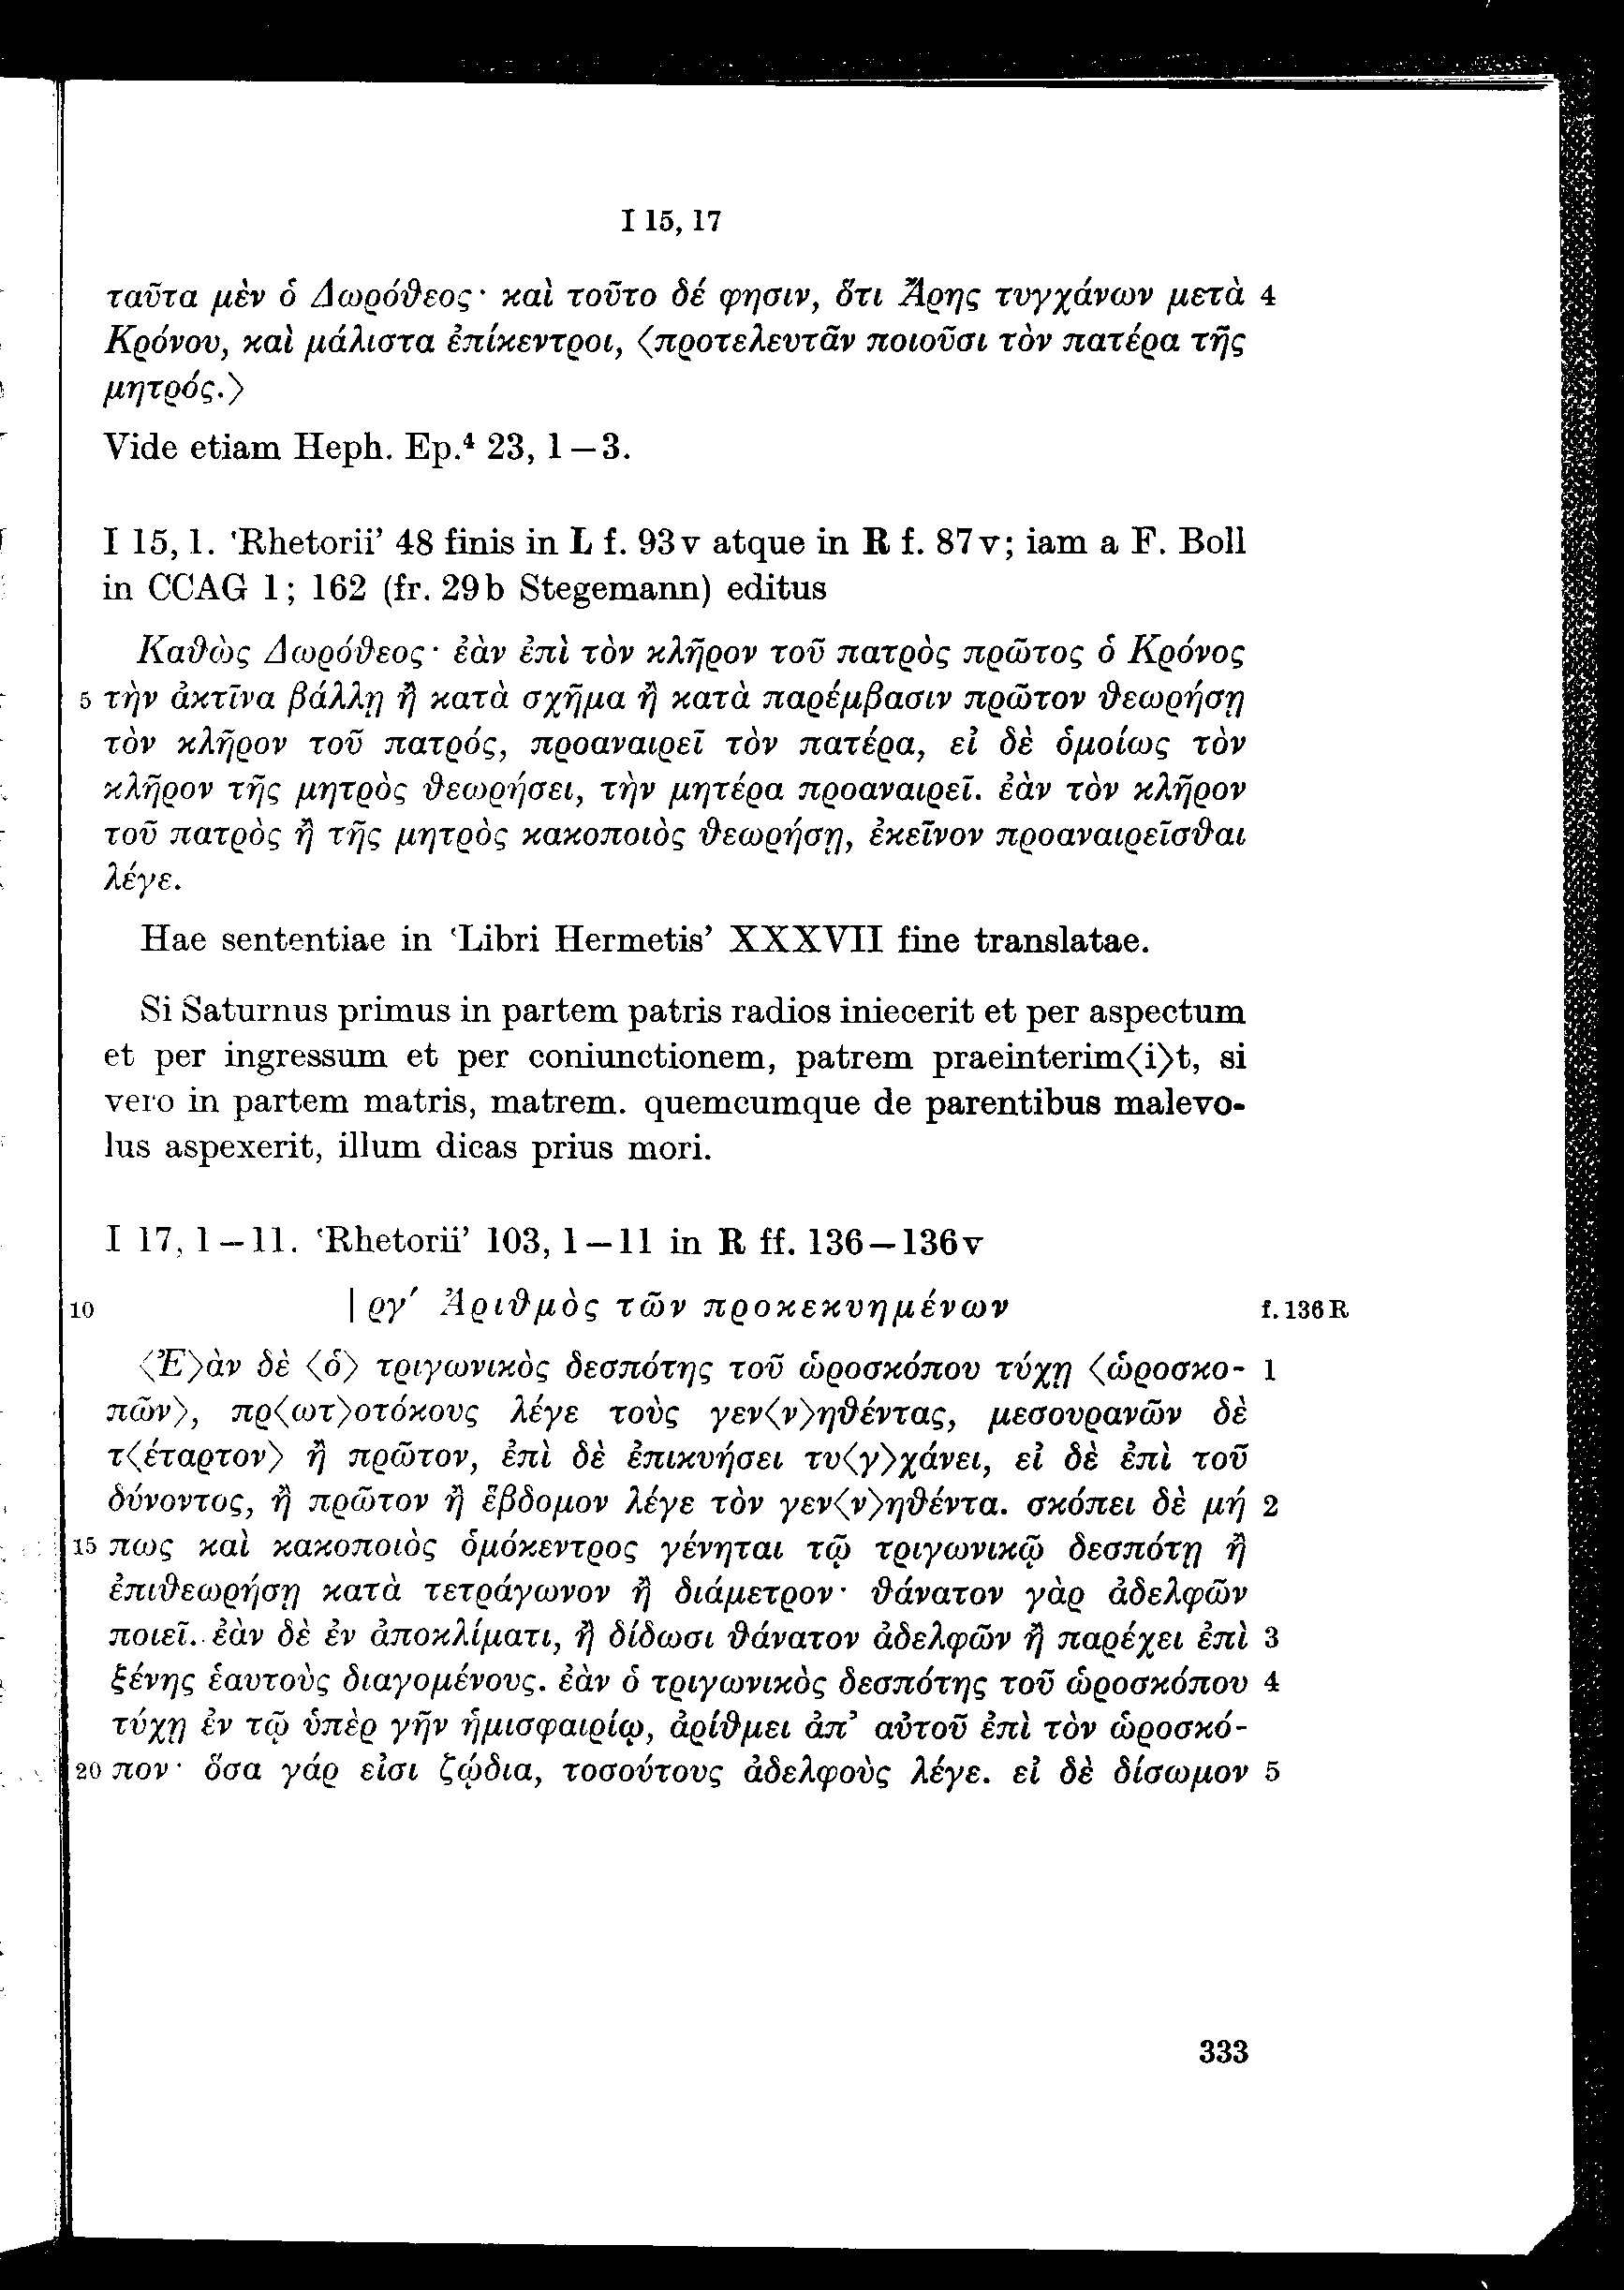 I 15, 17
ταῦτα μὲν ὁ Δωρόθεος· καὶ τοῦτο δέ φησιν, ὅτι Ἄρης τυγχάνων μετὰ 4
Κρόνου, καὶ μάλιστα ἐπίκεντροι, ⟨προτελευτᾶν ποιοῦσι τὸν πατέρα τῆς
μητρός.⟩
Vide etiam Heph. Ep.⁴ 23, 1–3.
I 15, 1. 'Rhetorii' 48 finis in L f. 93v atque in R f. 87v; iam a F. Boll
in CCAG 1; 162 (fr. 29b Stegemann) editus
Καθὼς Δωρόθεος· ἐὰν ἐπὶ τὸν κλῆρον τοῦ πατρὸς πρῶτος ὁ Κρόνος
5 τὴν ἀκτῖνα βάλλῃ ἢ κατὰ σχῆμα ἢ κατὰ παρέμβασιν πρῶτον θεωρήσῃ
τὸν κλῆρον τοῦ πατρός, προαναιρεῖ τὸν πατέρα, εἰ δὲ ὁμοίως τὸν
κλῆρον τῆς μητρὸς θεωρήσει, τὴν μητέρα προαναιρεῖ. ἐὰν τὸν κλῆρον
τοῦ πατρὸς ἢ τῆς μητρὸς κακοποιὸς θεωρήσῃ, ἐκεῖνον προαναιρεῖσθαι
λέγε.
Hae sententiae in 'Libri Hermetis' XXXVII fine translatae.
Si Saturnus primus in partem patris radios iniecerit et per aspectum
et per ingressum et per coniunctionem, patrem praeinterim⟨i⟩t, si
vero in partem matris, matrem. quemcumque de parentibus malevo-
lus aspexerit, illum dicas prius mori.
I 17, 1–11. 'Rhetorii' 103, 1–11 in R ff. 136–136v
10 | ργ′ Ἀριθμὸς τῶν προκεκυημένων f. 136 R
⟨Ἐ⟩ὰν δὲ ⟨ὁ⟩ τριγωνικὸς δεσπότης τοῦ ὡροσκόπου τύχῃ ⟨ὡροσκο- 1
πῶν⟩, πρ⟨ωτ⟩οτόκους λέγε τοὺς γεν⟨ν⟩ηθέντας, μεσουρανῶν δὲ
τ⟨έταρτον⟩ ἢ πρῶτον, ἐπὶ δὲ ἐπικυήσει τυ⟨γ⟩χάνει, εἰ δὲ ἐπὶ τοῦ
δύνοντος, ἢ πρῶτον ἢ ἕβδομον λέγε τὸν γεν⟨ν⟩ηθέντα. σκόπει δὲ μή 2
15 πως καὶ κακοποιὸς ὁμόκεντρος γένηται τῷ τριγωνικῷ δεσπότῃ ἢ
ἐπιθεωρήσῃ κατὰ τετράγωνον ἢ διάμετρον· θάνατον γὰρ ἀδελφῶν
ποιεῖ. ἐὰν δὲ ἐν ἀποκλίματι, ἢ δίδωσι θάνατον ἀδελφῶν ἢ παρέχει ἐπὶ 3
ξένης ἑαυτοὺς διαγομένους. ἐὰν ὁ τριγωνικὸς δεσπότης τοῦ ὡροσκόπου 4
τύχῃ ἐν τῷ ὑπὲρ γῆν ἡμισφαιρίῳ, ἀρίθμει ἀπ' αὐτοῦ ἐπὶ τὸν ὡροσκό-
20 πον· ὅσα γάρ εἰσι ζῴδια, τοσούτους ἀδελφοὺς λέγε. εἰ δὲ δίσωμον 5
333